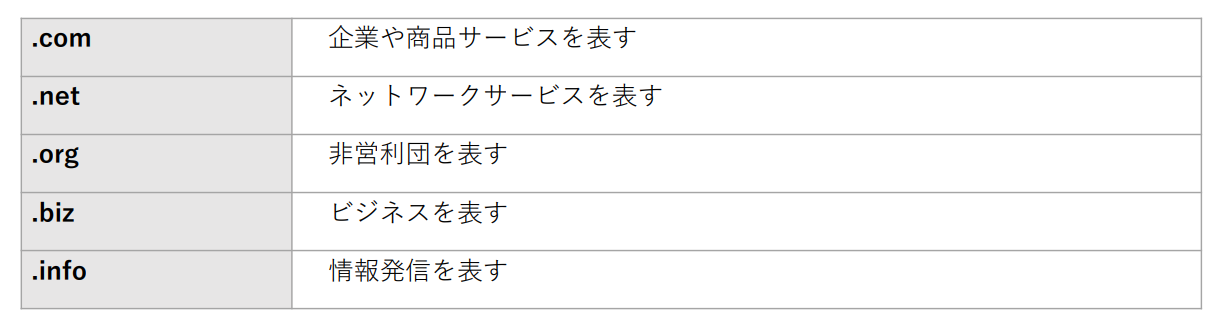 .com 企業や商品サービスを表す
.net ネットワークサービスを表す
.org 非営利団を表す
.biz ビジネスを表す
.info 情報発信を表す